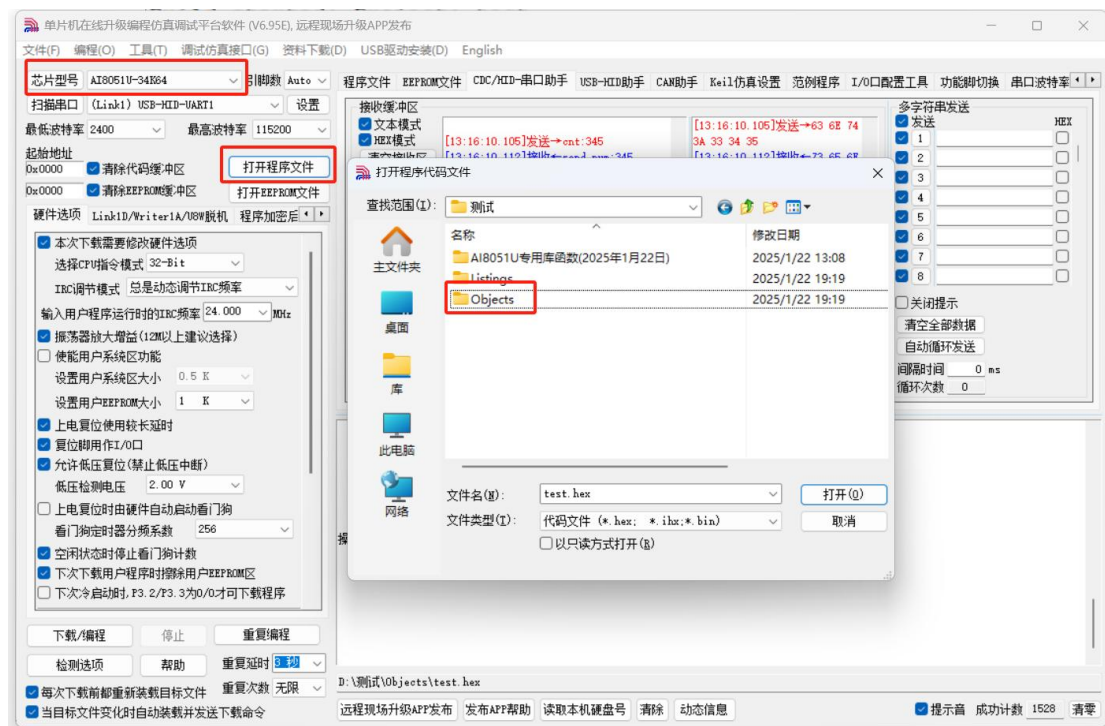 单片机在线升级编程仿真调试平台软件 (V6.95E), 远程现场升级APP发布
文件(F) 编程(O) 工具(T) 调试仿真接口(G) 资料下载(D) USB驱动安装(D) English
芯片型号 AI8051U-34K64 引脚数 Auto
扫描串口 (Link1) USB-HID-UART1 设置
最低波特率 2400 最高波特率 115200
起始地址
0x0000 清除代码缓冲区 打开程序文件
0x0000 清除EEPROM缓冲区 打开EEPROM文件
硬件选项 Link1D/Writer1A/U8W脱机 程序加密后
本次下载需要修改硬件选项
选择CPU指令模式 32-Bit
IRC调节模式 总是动态调节IRC频率
输入用户程序运行时的IRC频率 24.000 MHz
振荡器放大增益(12M以上建议选择)
使能用户系统区功能
设置用户系统区大小 0.5 K
设置用户EEPROM大小 1 K
上电复位使用较长延时
复位脚用作I/O口
允许低压复位(禁止低压中断)
低压检测电压 2.00 V
上电复位时由硬件自动启动看门狗
看门狗定时器分频系数 256
空闲状态时停止看门狗计数
下次下载用户程序时擦除用户EEPROM区
下次冷启动时, P3.2/P3.3为0/0才可下载程序
下载/编程 停止 重复编程
检测选项 帮助 重复延时 3 秒
每次下载前都重新装载目标文件 重复次数 无限
当目标文件变化时自动装载并发送下载命令
程序文件 EEPROM文件 CDC/HID-串口助手 USB-HID助手 CAN助手 Keil仿真设置 范例程序 I/O口配置工具 功能脚切换 串口波特率
接收缓冲区
文本模式
HEX模式
清空接收区
[13:16:10.105]发送→cnt:345
[13:16:10.112]接收←send num:345
[13:16:10.105]发送→63 6E 74
3A 33 34 35
[13:16:10.112]接收←73 65 6E
多字符串发送
发送 HEX
1
2
3
4
5
6
7
8
关闭提示
清空全部数据
自动循环发送
间隔时间 0 ms
循环次数 0
打开程序代码文件
查找范围(I): 测试
名称 修改日期
AI8051U专用库函数(2025年1月22日) 2025/1/22 13:08
Listings 2025/1/22 19:19
Objects 2025/1/22 19:19
主文件夹
桌面
库
此电脑
网络
文件名(N): test.hex 打开(O)
文件类型(T): 代码文件 (*.hex; *.ihx;*.bin) 取消
以只读方式打开(R)
操
D:\测试\Objects\test.hex
远程现场升级APP发布 发布APP帮助 读取本机硬盘号 清除 动态信息 提示音 成功计数 1528 清零